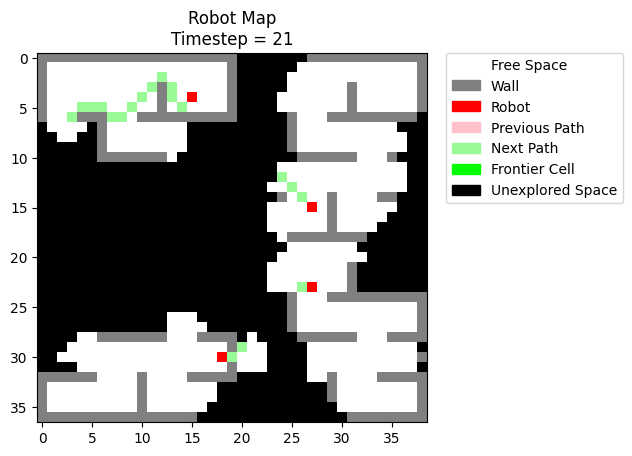 Robot Map
Timestep = 21
Free Space
Wall
Robot
Previous Path
Next Path
Frontier Cell
Unexplored Space
0
5
10
15
20
25
30
35
0
5
10
15
20
25
30
35